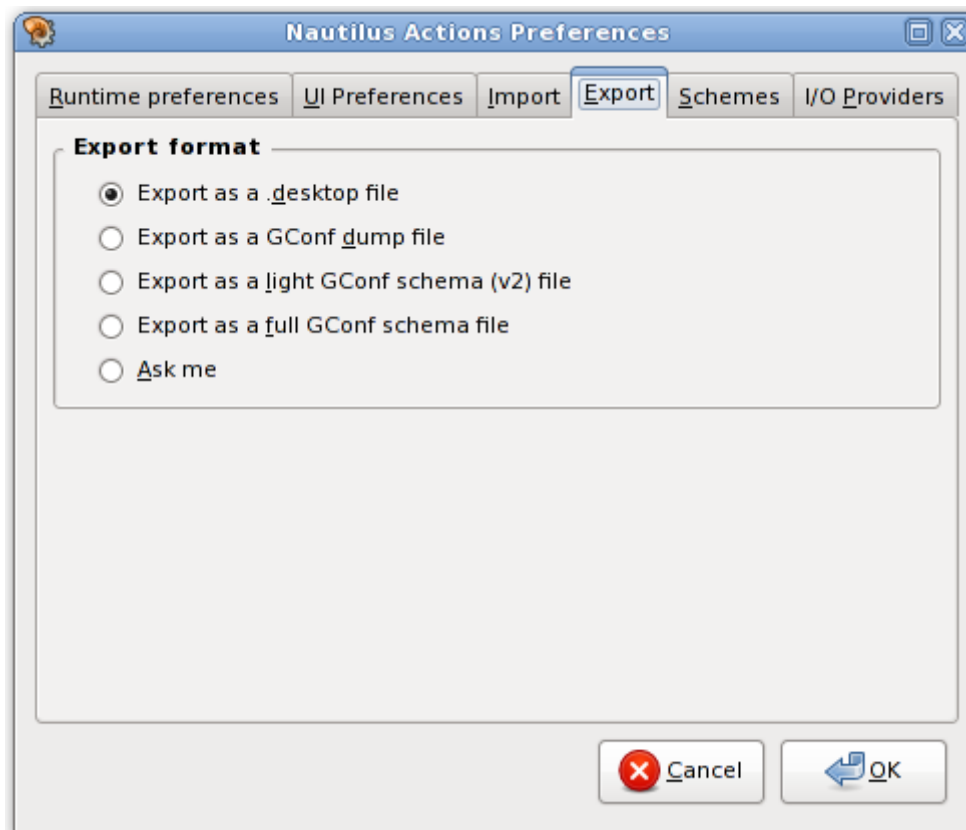 Nautilus Actions Preferences
Runtime preferences UI Preferences Import Export Schemes I/O Providers
Export format
Export as a .desktop file
Export as a GConf dump file
Export as a light GConf schema (v2) file
Export as a full GConf schema file
Ask me
Cancel OK